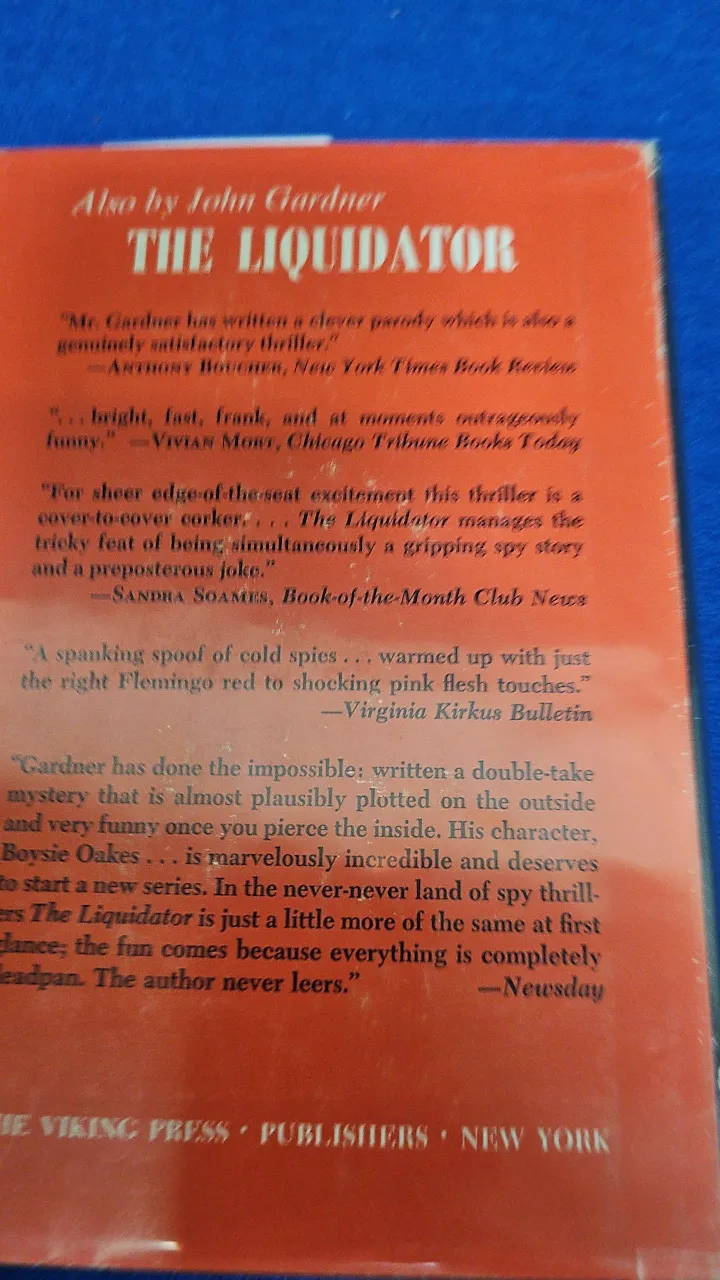 Also by John Gardner
THE LIQUIDATOR
"Mr. Gardner has written a clever parody which is also a
genuinely satisfactory thriller."
—ANTHONY BOUCHER, New York Times Book Review
". . . bright, fast, frank, and at moments outrageously
funny." —VIVIAN MORT, Chicago Tribune Books Today
"For sheer edge-of-the-seat excitement this thriller is a
cover-to-cover corker. . . . The Liquidator manages the
tricky feat of being simultaneously a gripping spy story
and a preposterous joke."
—SANDRA SOAMES, Book-of-the-Month Club News
"A spanking spoof of cold spies . . . warmed up with just
the right Flemingo red to shocking pink flesh touches."
—Virginia Kirkus Bulletin
"Gardner has done the impossible: written a double-take
mystery that is almost plausibly plotted on the outside
and very funny once you pierce the inside. His character,
Boysie Oakes . . . is marvelously incredible and deserves
to start a new series. In the never-never land of spy thrill-
ers The Liquidator is just a little more of the same at first
glance; the fun comes because everything is completely
deadpan. The author never leers." —Newsday
THE VIKING PRESS · PUBLISHERS · NEW YORK